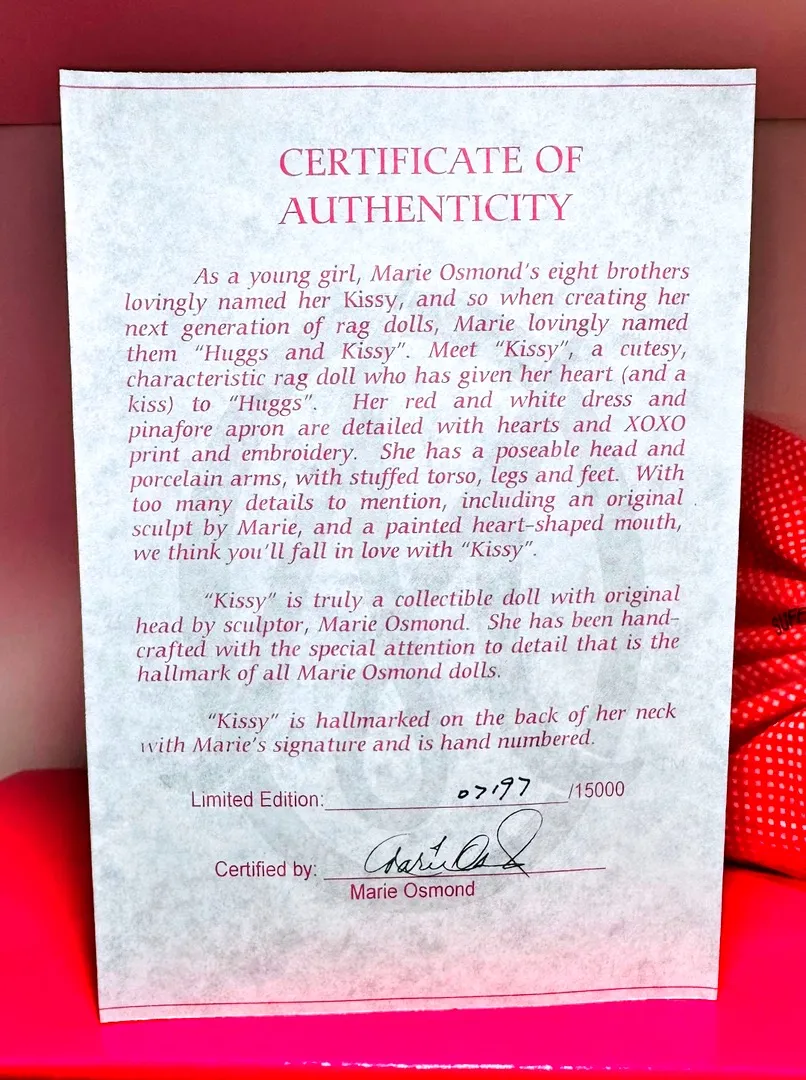 CERTIFICATE OF
AUTHENTICITY
As a young girl, Marie Osmond's eight brothers
lovingly named her Kissy, and so when creating her
next generation of rag dolls, Marie lovingly named
them "Huggs and Kissy". Meet "Kissy", a cutesy,
characteristic rag doll who has given her heart (and a
kiss) to "Huggs". Her red and white dress and
pinafore apron are detailed with hearts and XOXO
print and embroidery. She has a poseable head and
porcelain arms, with stuffed torso, legs and feet. With
too many details to mention, including an original
sculpt by Marie, and a painted heart-shaped mouth,
we think you'll fall in love with "Kissy".
"Kissy" is truly a collectible doll with original
head by sculptor, Marie Osmond. She has been hand-
crafted with the special attention to detail that is the
hallmark of all Marie Osmond dolls.
"Kissy" is hallmarked on the back of her neck
with Marie's signature and is hand numbered.
TM
Limited Edition: 07197 /15000
Certified by: Marie Os
Marie Osmond